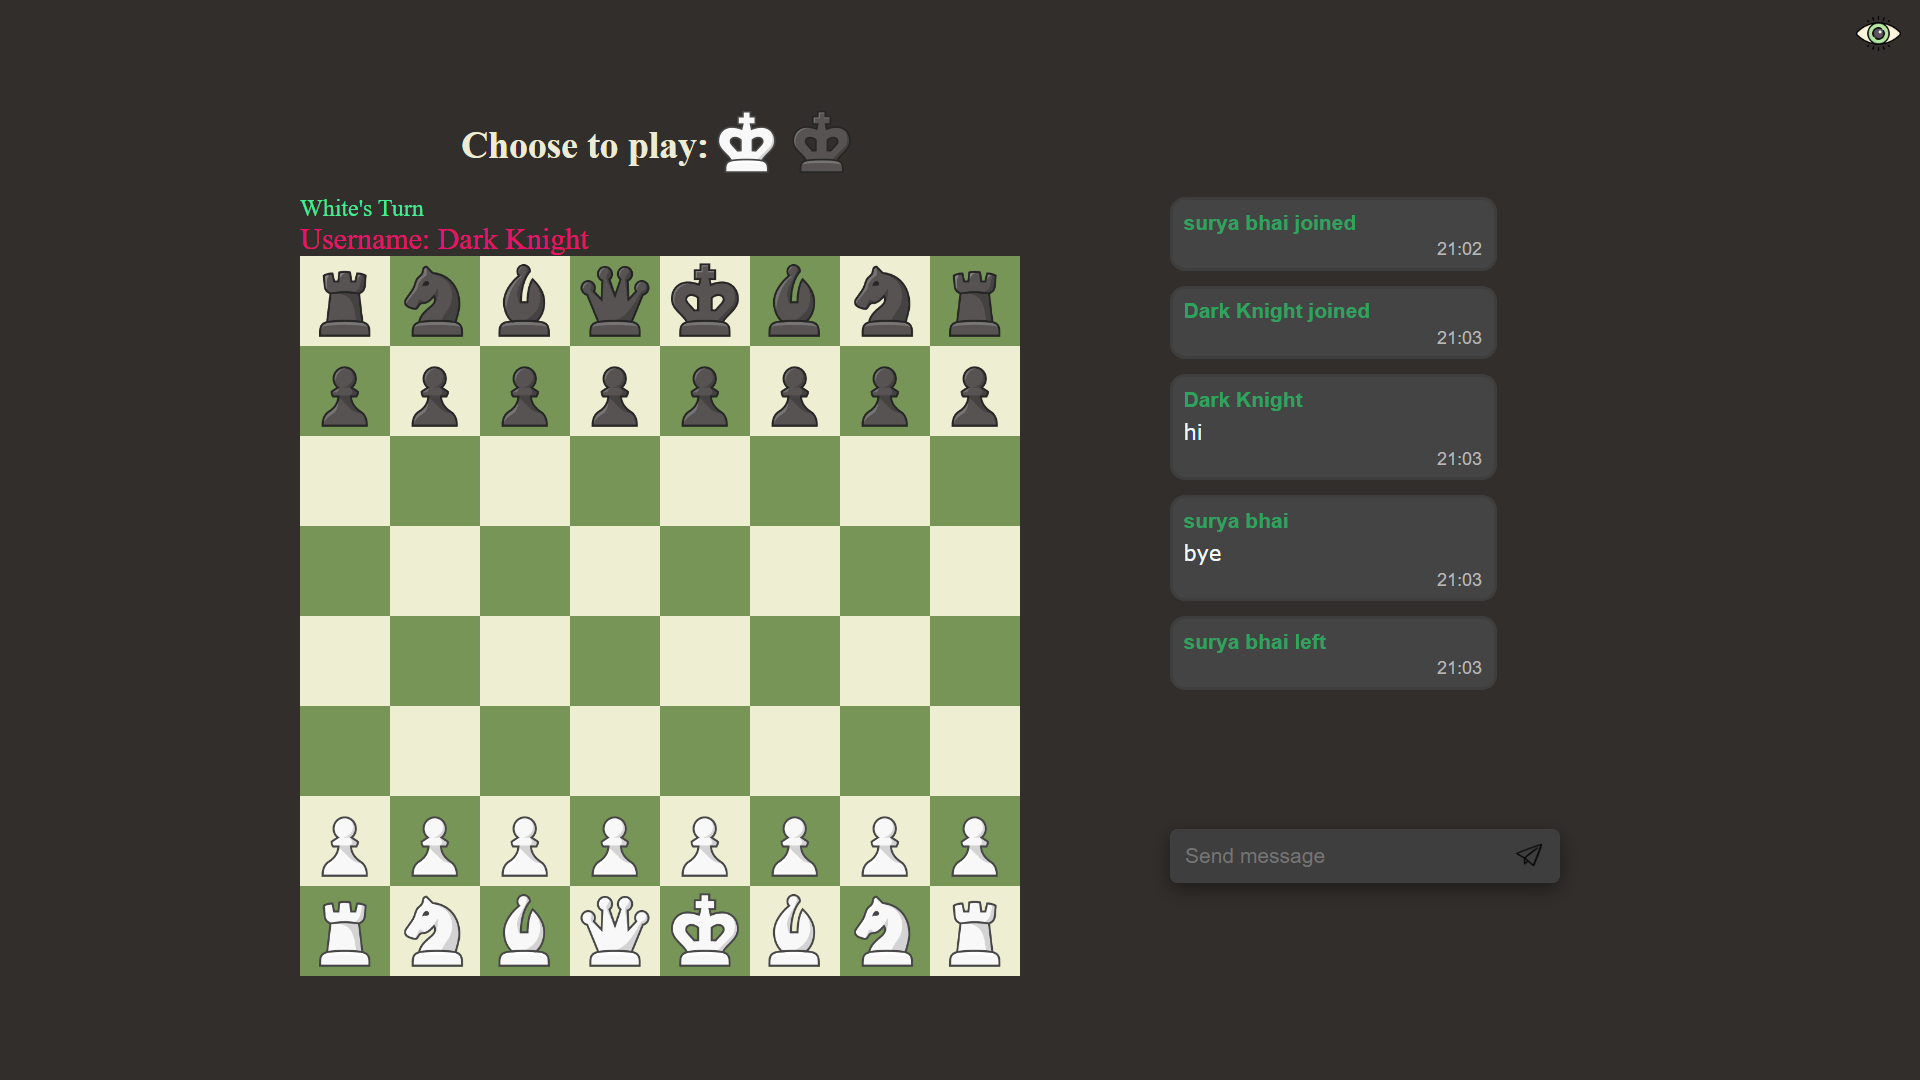 Choose to play:
White's Turn
Username: Dark Knight
surya bhai joined
21:02
Dark Knight joined
21:03
Dark Knight
hi
21:03
surya bhai
bye
21:03
surya bhai left
21:03
Send message